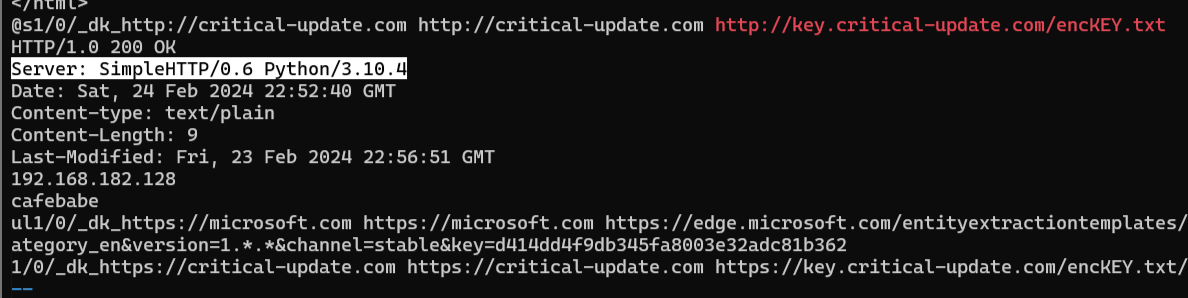 </html>
@s1/0/_dk_http://critical-update.com http://critical-update.com http://key.critical-update.com/encKEY.txt
HTTP/1.0 200 OK
Server: SimpleHTTP/0.6 Python/3.10.4
Date: Sat, 24 Feb 2024 22:52:40 GMT
Content-type: text/plain
Content-Length: 9
Last-Modified: Fri, 23 Feb 2024 22:56:51 GMT
192.168.182.128
cafebabe
ul1/0/_dk_https://microsoft.com https://microsoft.com https://edge.microsoft.com/entityextractiontemplates/
ategory_en&version=1.*.*&channel=stable&key=d414dd4f9db345fa8003e32adc81b362
1/0/_dk_https://critical-update.com https://critical-update.com https://key.critical-update.com/encKEY.txt/
--